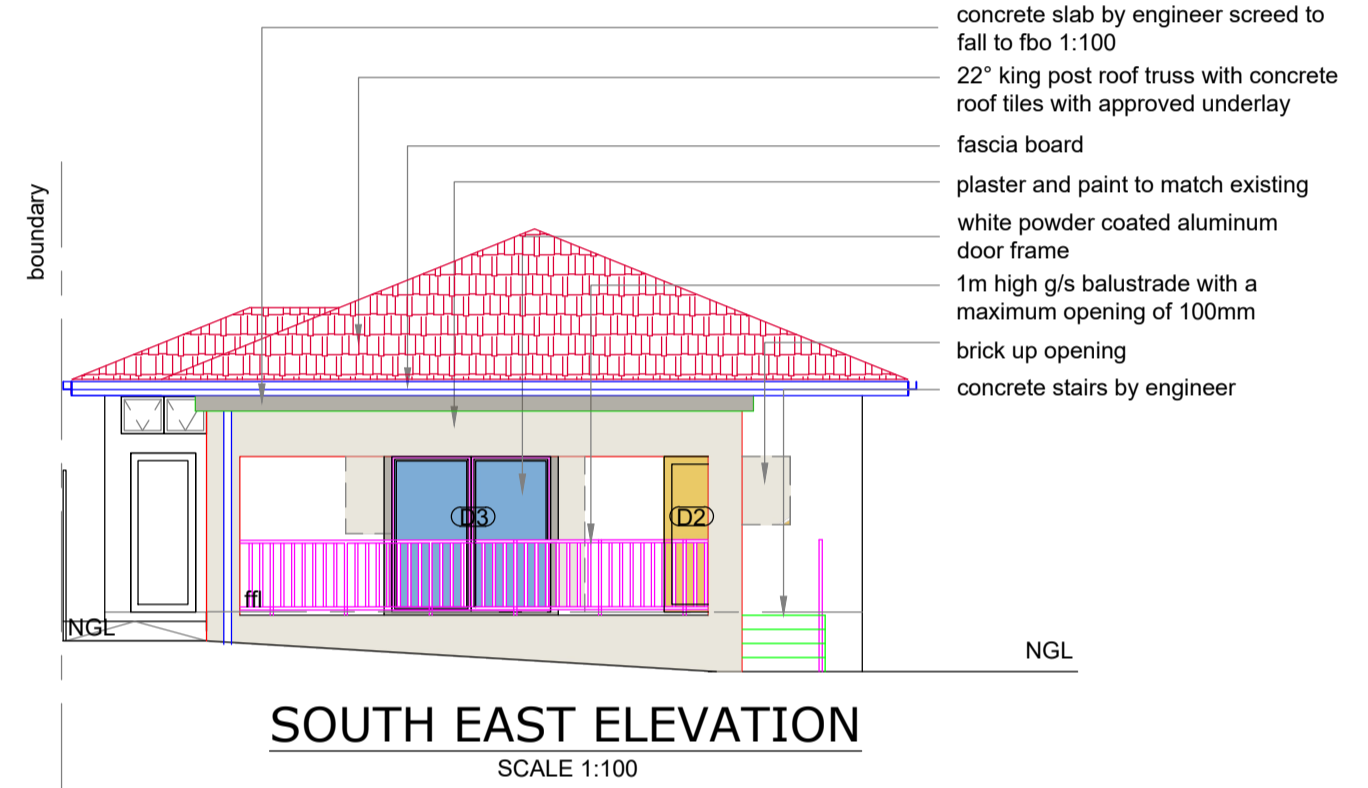 concrete slab by engineer screed to
fall to fbo 1:100
22° king post roof truss with concrete
roof tiles with approved underlay
fascia board
plaster and paint to match existing
white powder coated aluminum
door frame
1m high g/s balustrade with a
maximum opening of 100mm
brick up opening
concrete stairs by engineer
boundary
D3
D2
ffl
NGL
NGL
SOUTH EAST ELEVATION
SCALE 1:100